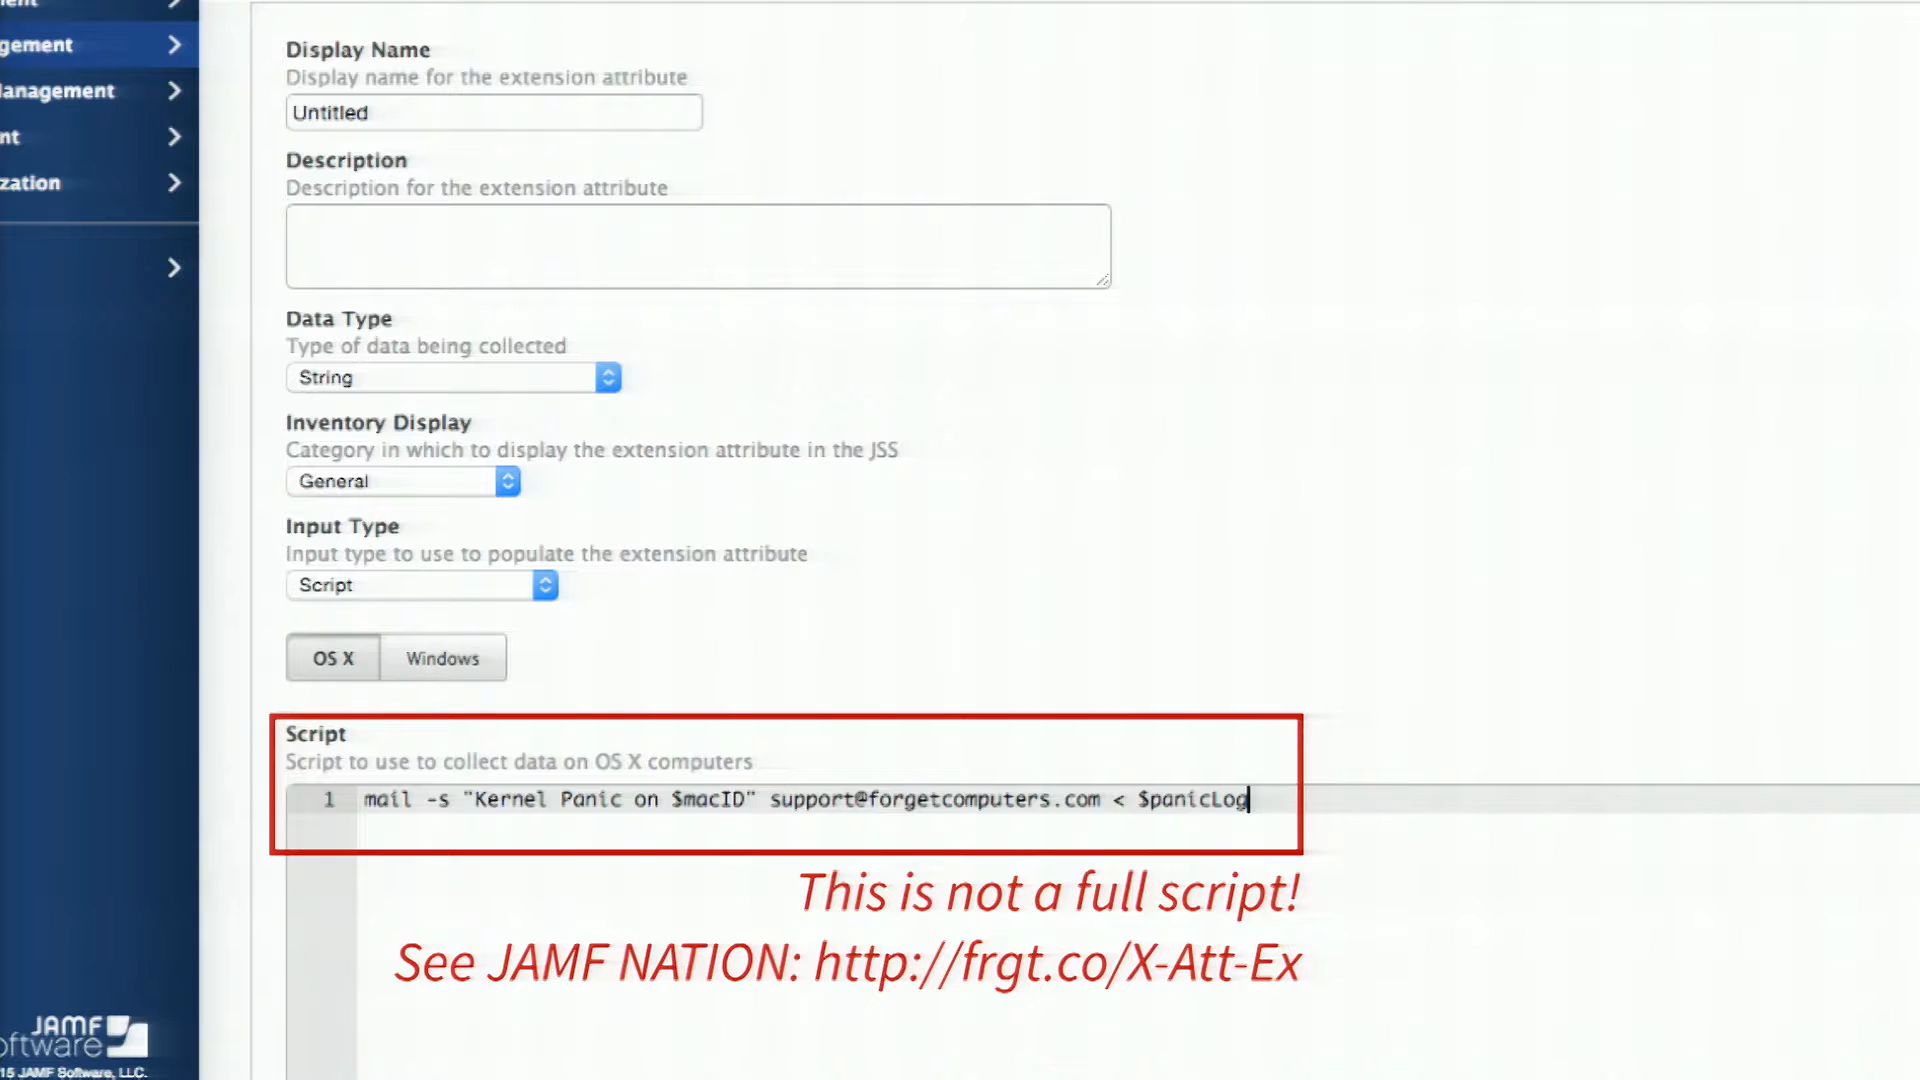 gement
anagement
nt
zation
Display Name
Display name for the extension attribute
Untitled
Description
Description for the extension attribute
Data Type
Type of data being collected
String
Inventory Display
Category in which to display the extension attribute in the JSS
General
Input Type
Input type to use to populate the extension attribute
Script
OS X Windows
Script
Script to use to collect data on OS X computers
1 mail -s "Kernel Panic on $macID" support@forgetcomputers.com < $panicLog
This is not a full script!
See JAMF NATION: http://frgt.co/X-Att-Ex
JAMF
oftware
15 JAMF Software, LLC.